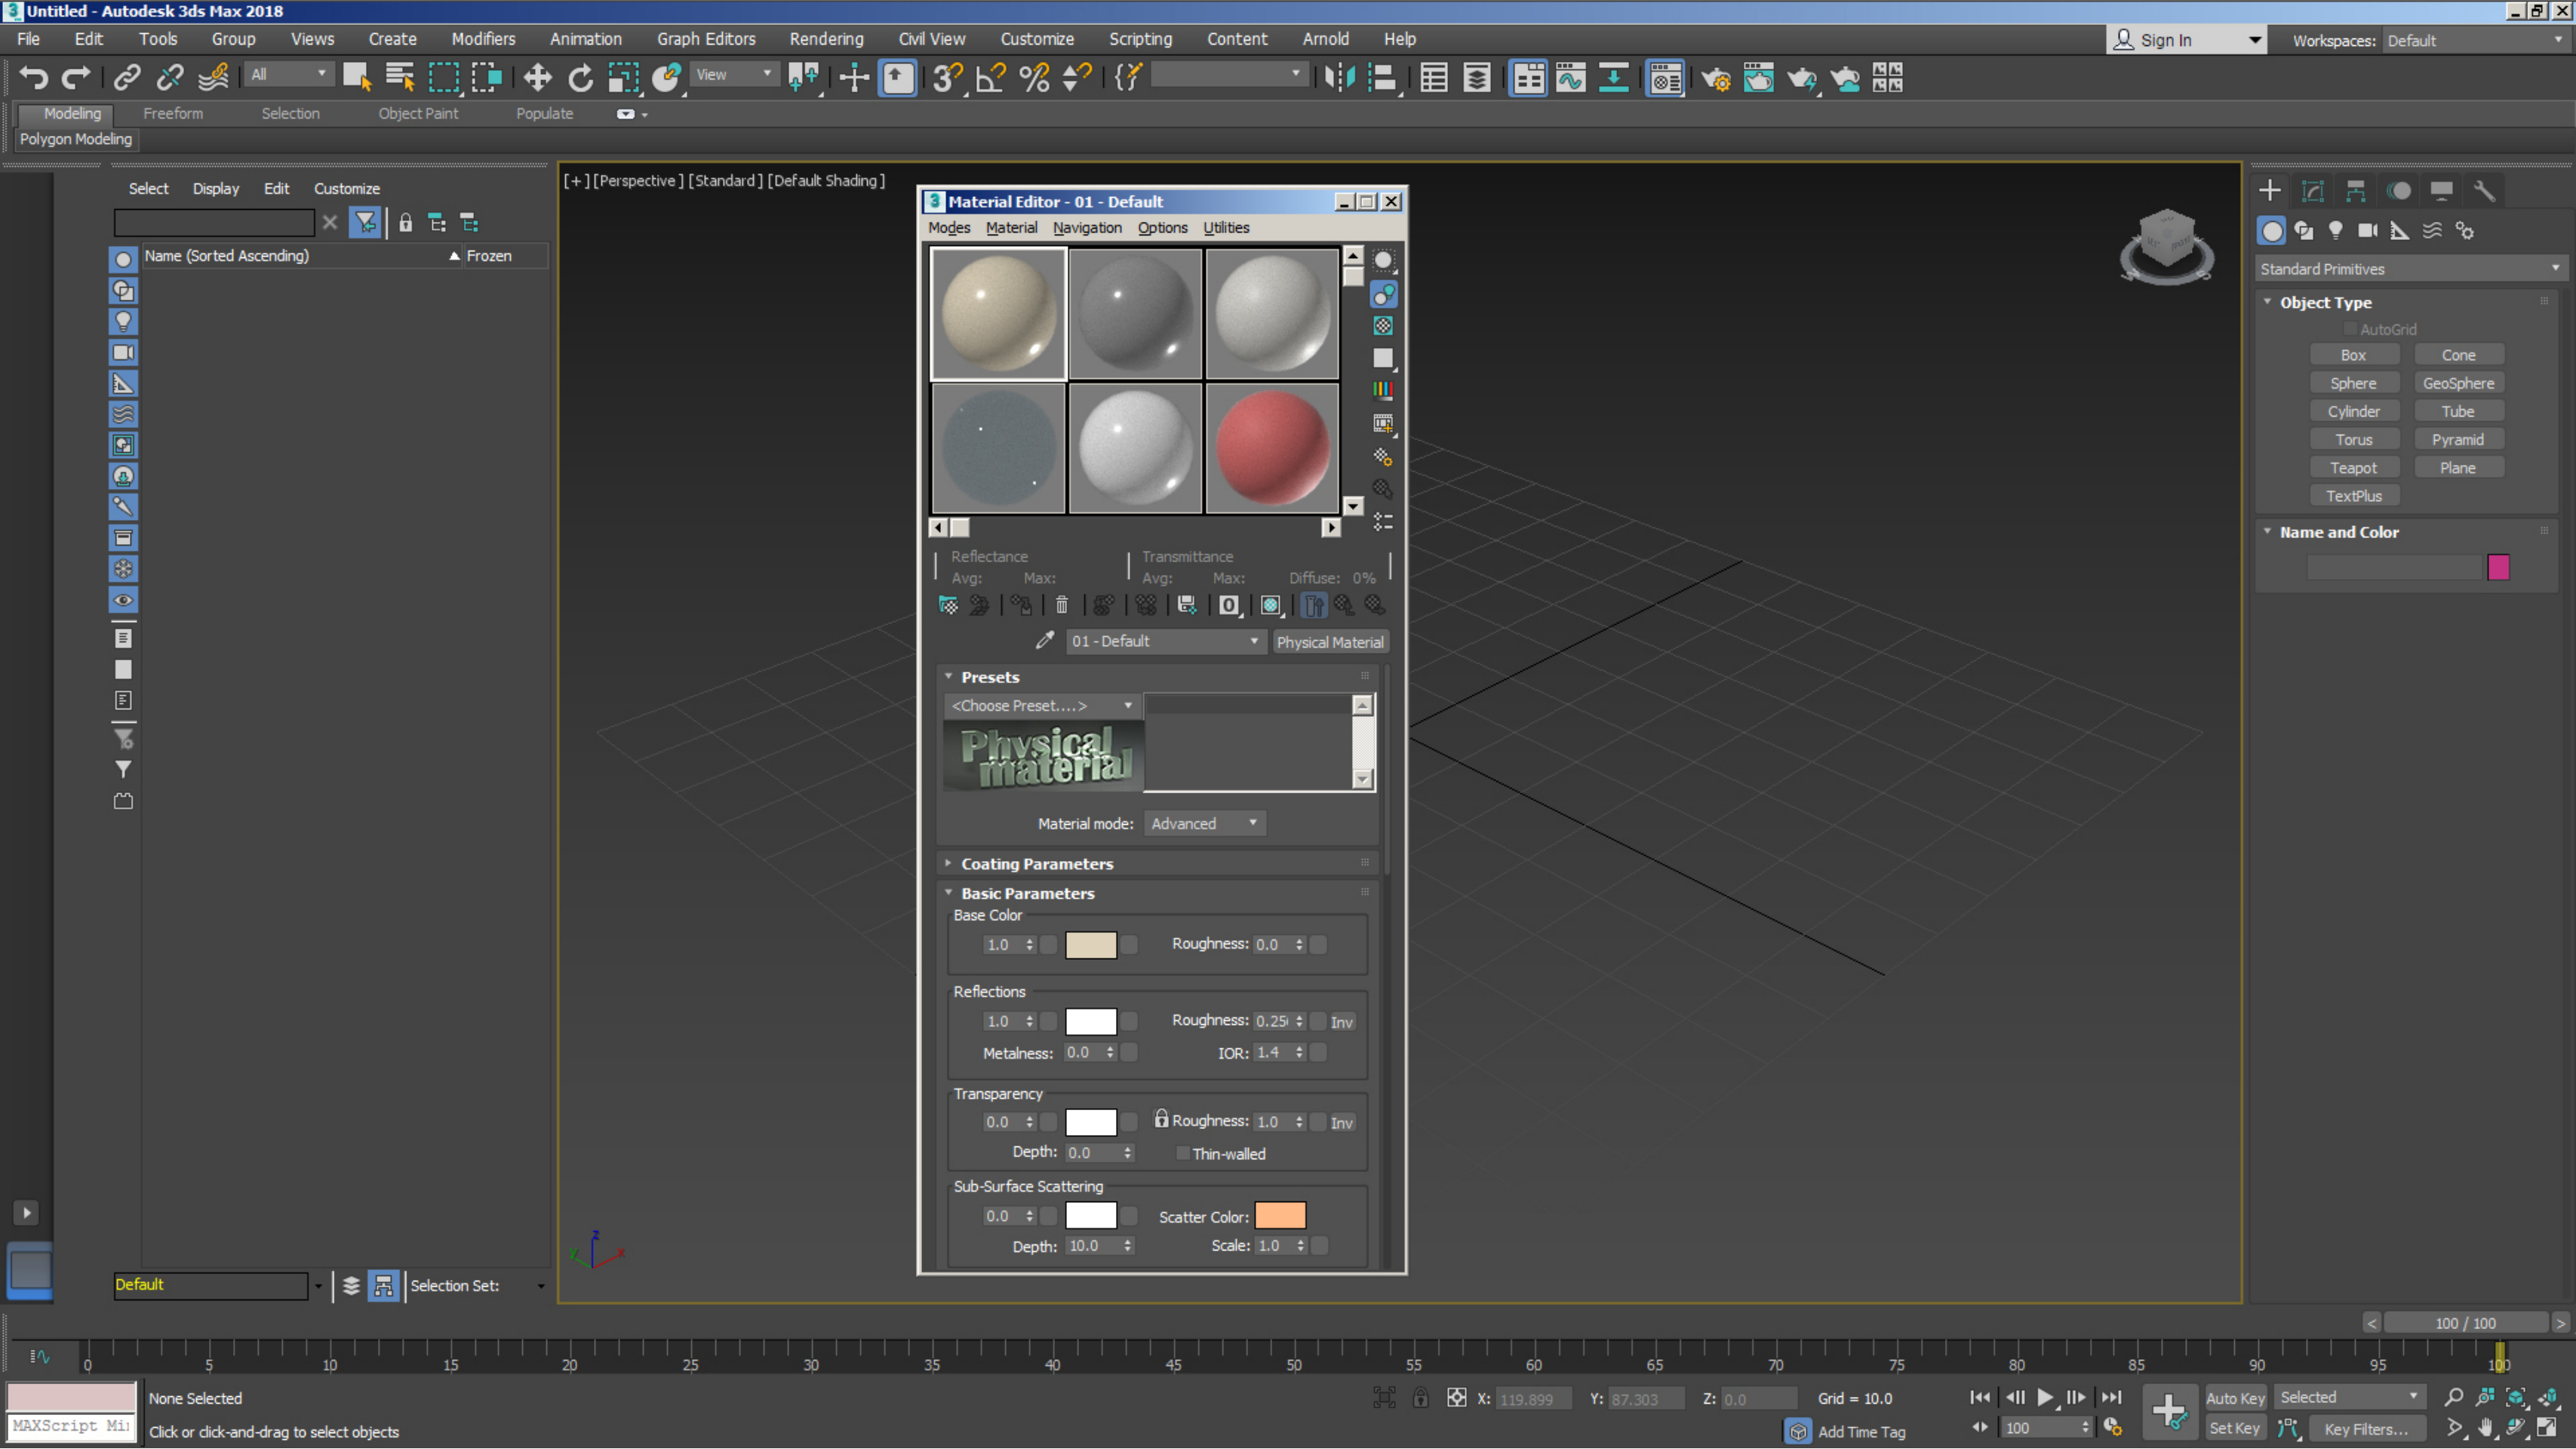 Untitled - Autodesk 3ds Max 2018
File Edit Tools Group Views Create Modifiers Animation Graph Editors Rendering Civil View Customize Scripting Content Arnold Help Sign In Workspaces: Default
All View
Modeling Freeform Selection Object Paint Populate
Polygon Modeling
Select Display Edit Customize
Name (Sorted Ascending) Frozen
[+] [Perspective] [Standard] [Default Shading]
Material Editor - 01 - Default
Modes Material Navigation Options Utilities
Reflectance Transmittance
Avg: Max: Avg: Max: Diffuse: 0%
01 - Default Physical Material
Presets
<Choose Preset....>
Physical material
Material mode: Advanced
Coating Parameters
Basic Parameters
Base Color
1.0 Roughness: 0.0
Reflections
1.0 Roughness: 0.25 Inv
Metalness: 0.0 IOR: 1.4
Transparency
0.0 Roughness: 1.0 Inv
Depth: 0.0 Thin-walled
Sub-Surface Scattering
0.0 Scatter Color:
Depth: 10.0 Scale: 1.0
Standard Primitives
Object Type
AutoGrid
Box Cone
Sphere GeoSphere
Cylinder Tube
Torus Pyramid
Teapot Plane
TextPlus
Name and Color
z
y x
Default Selection Set:
< 100 / 100 >
0 5 10 15 20 25 30 35 40 45 50 55 60 65 70 75 80 85 90 95 100
None Selected X: 119.899 Y: 87.303 Z: 0.0 Grid = 10.0 Auto Key Selected
MAXScript Mi Click or click-and-drag to select objects Add Time Tag 100 Set Key Key Filters...